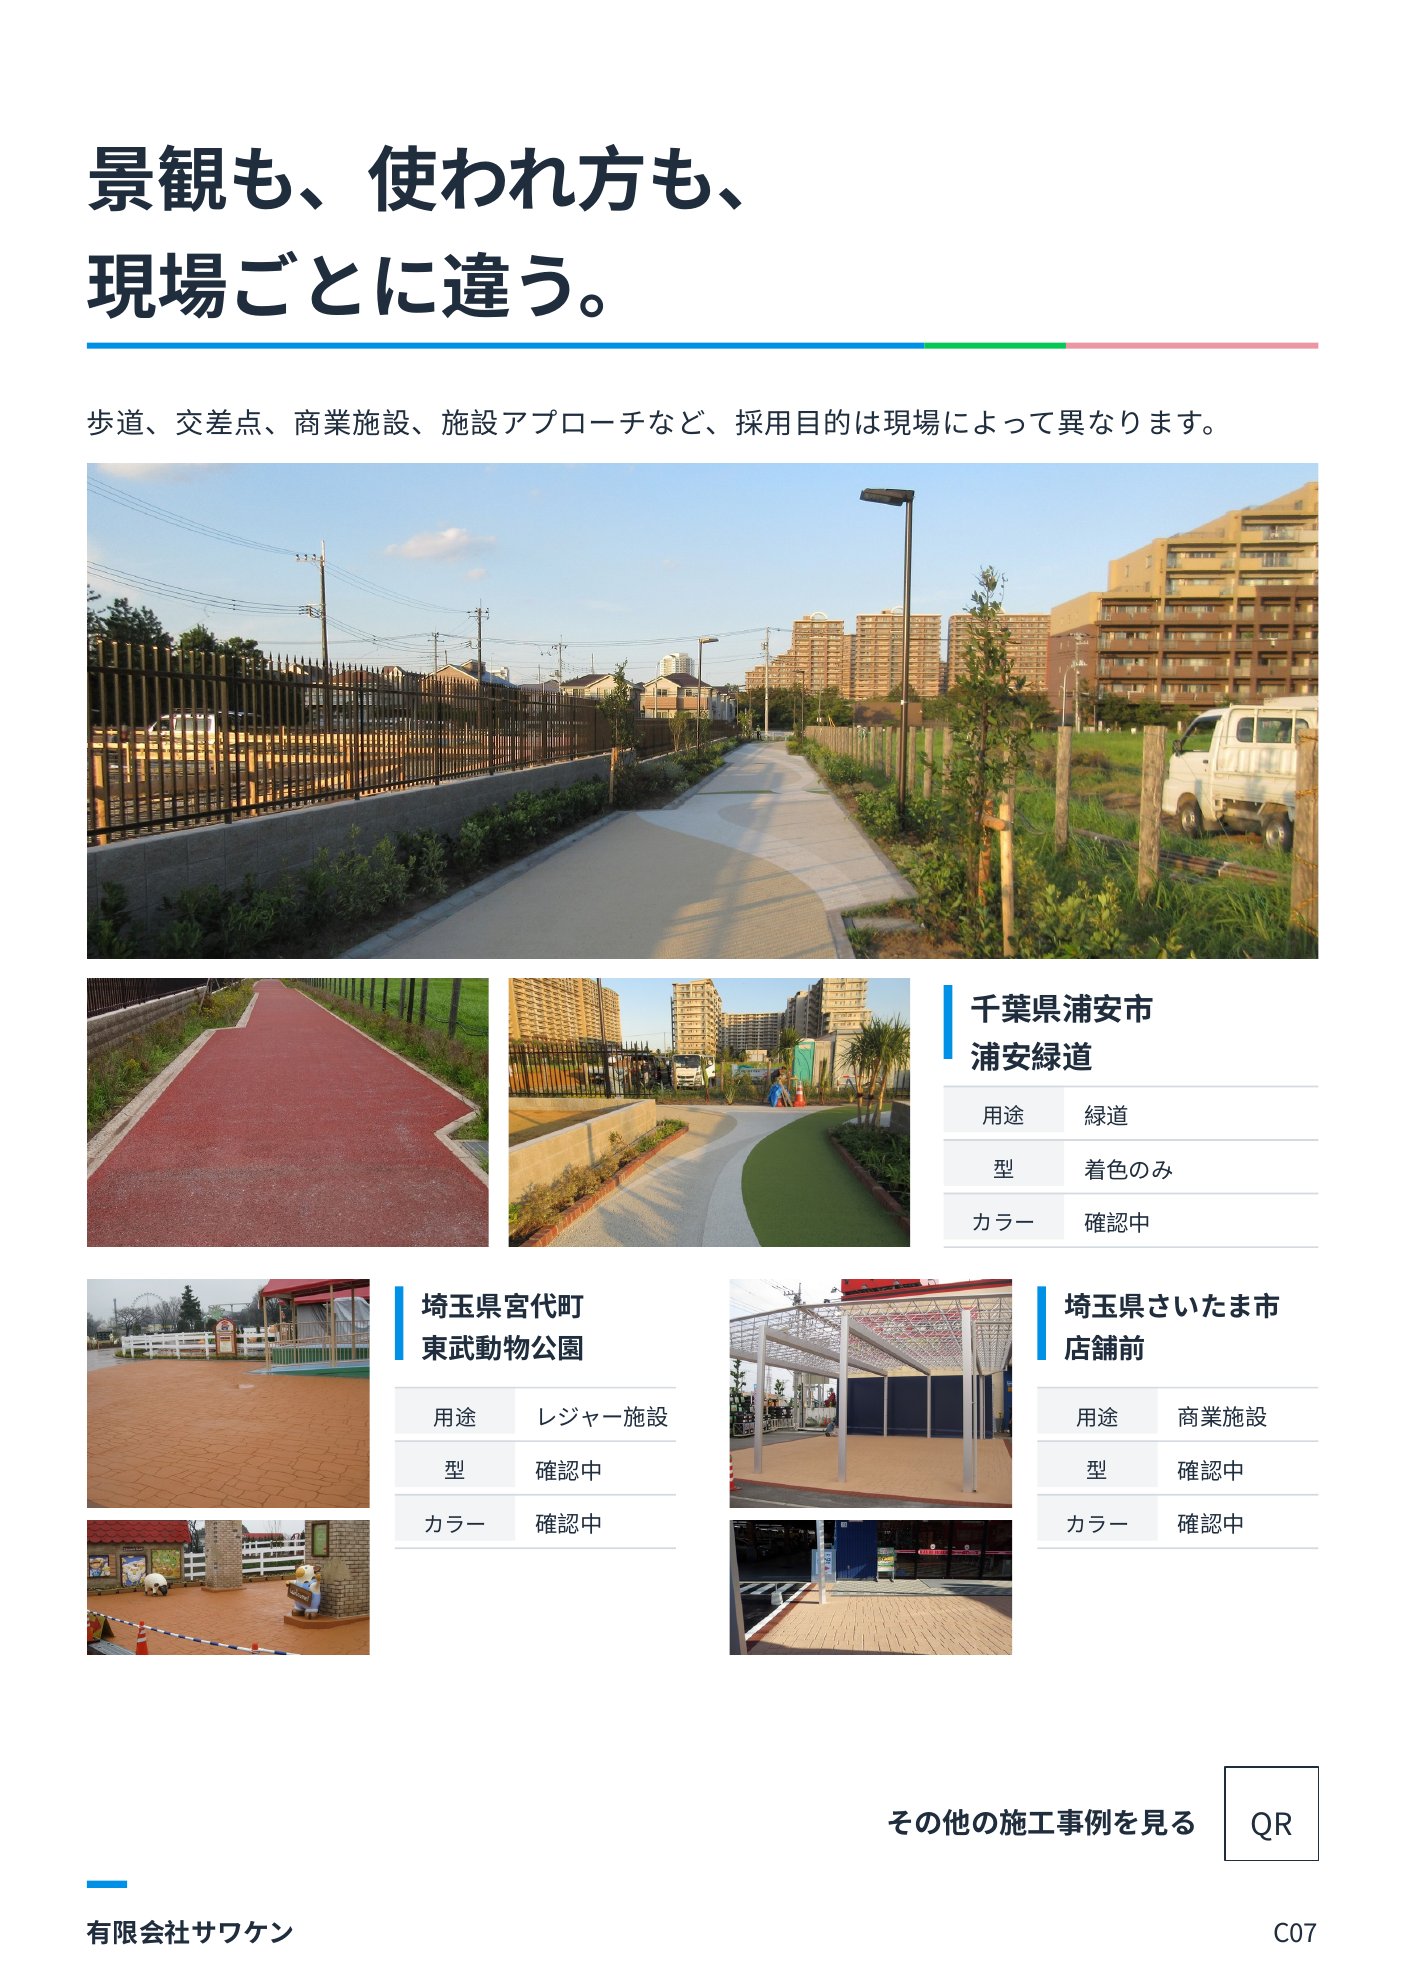 景観も、使われ方も、
現場ごとに違う。
歩道、交差点、商業施設、施設アプローチなど、採用目的は現場によって異なります。
千葉県浦安市
浦安緑道
用途 緑道
型 着色のみ
カラー 確認中
埼玉県宮代町
東武動物公園
用途 レジャー施設
型 確認中
カラー 確認中
埼玉県さいたま市
店舗前
用途 商業施設
型 確認中
カラー 確認中
その他の施工事例を見る
QR
有限会社サワケン
C07